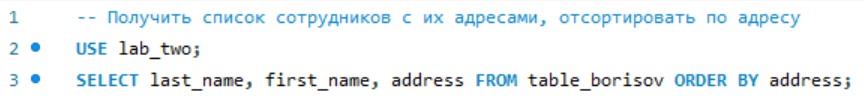 1 -- Получить список сотрудников с их адресами, отсортировать по адресу
2 USE lab_two;
3 SELECT last_name, first_name, address FROM table_borisov ORDER BY address;